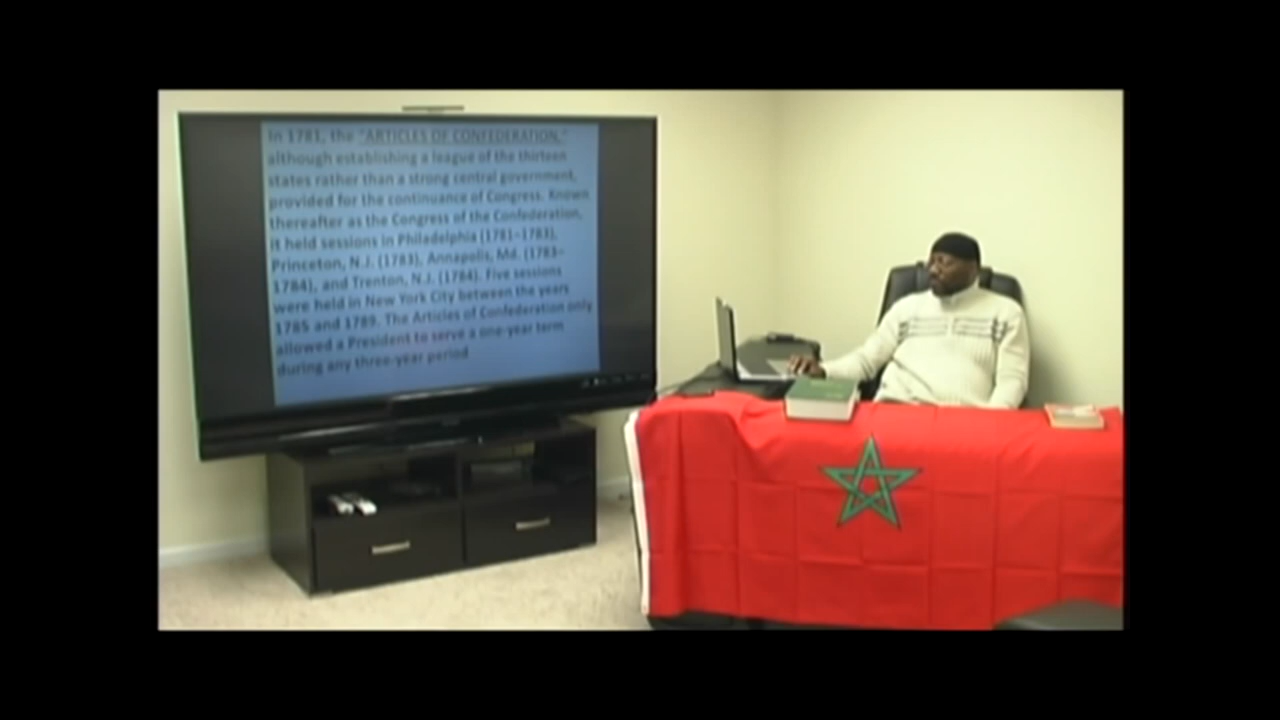 In 1781, the "ARTICLES OF CONFEDERATION,"
although establishing a league of the thirteen
states rather than a strong central government,
provided for the continuance of Congress. Known
thereafter as the Congress of the Confederation,
it held sessions in Philadelphia (1781–1783),
Princeton, N.J. (1783), Annapolis, Md. (1783–
1784), and Trenton, N.J. (1784). Five sessions
were held in New York City between the years
1785 and 1789. The Articles of Confederation only
allowed a President to serve a one-year term
during any three-year period